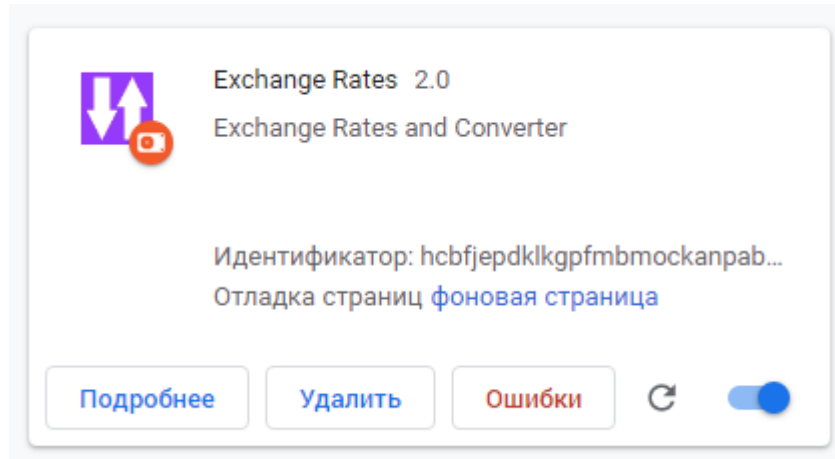 Exchange Rates 2.0
Exchange Rates and Converter
Идентификатор: hcbfjepdklkgpfmbmockanpab...
Отладка страниц фоновая страница
Подробнее Удалить Ошибки